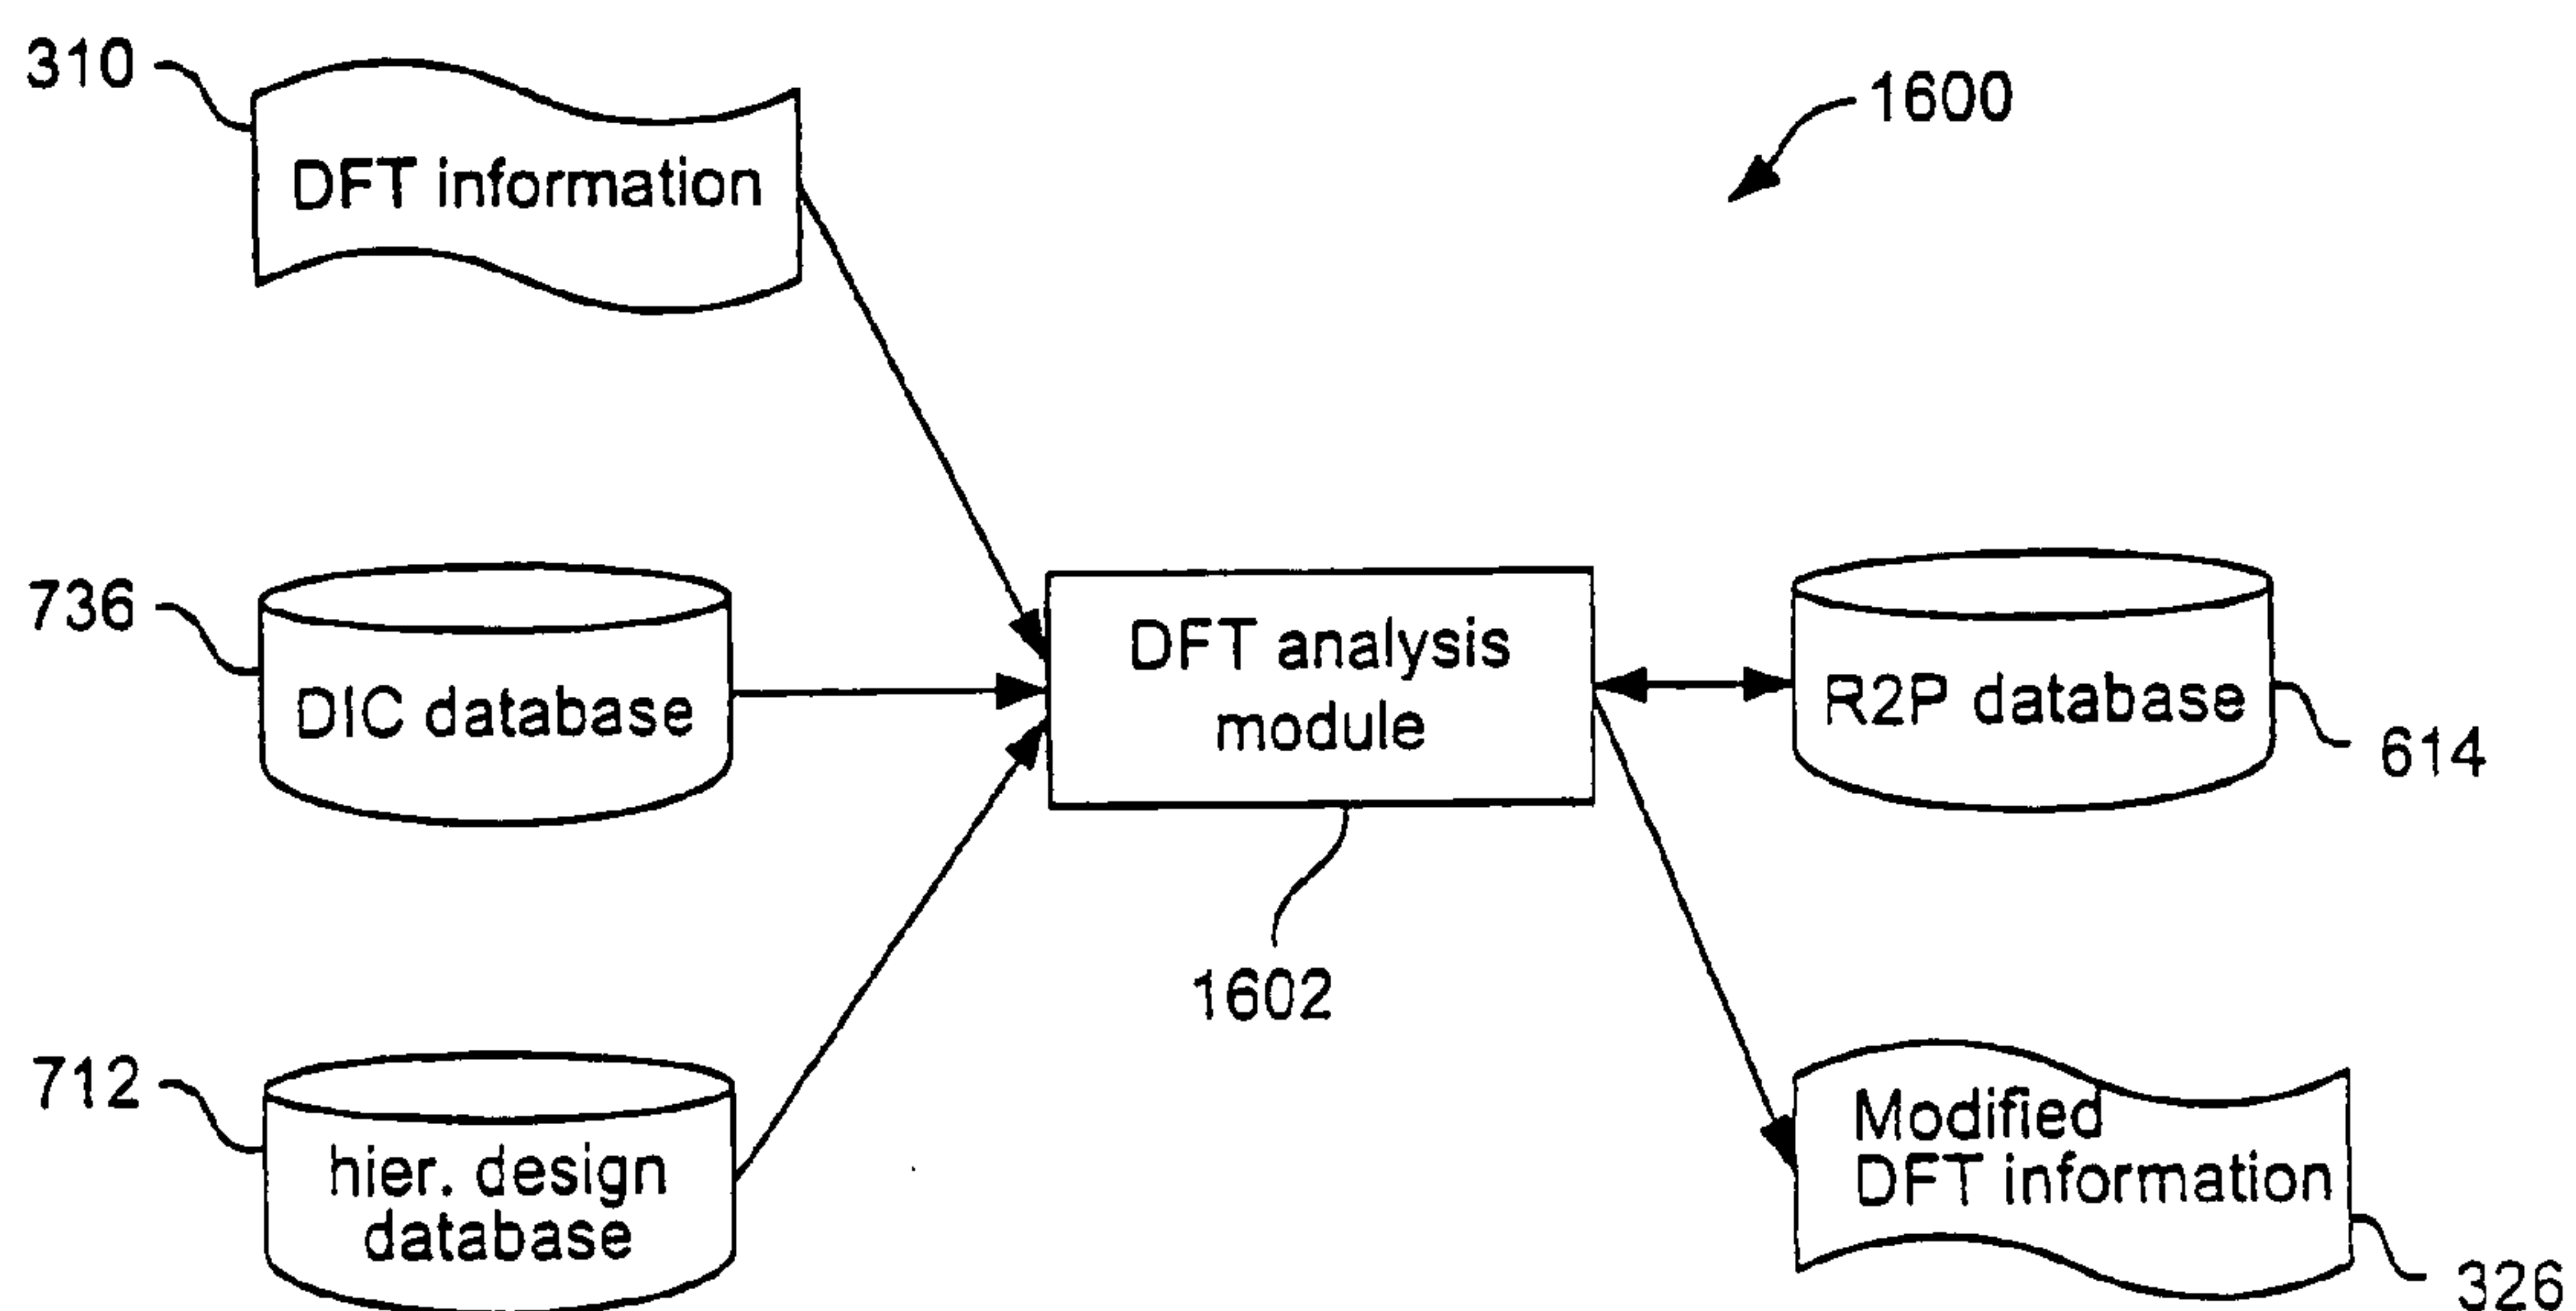 310
DFT information
1600
736
DIC database
DFT analysis
module
1602
R2P database
614
712
hier. design
database
Modified
DFT information
326